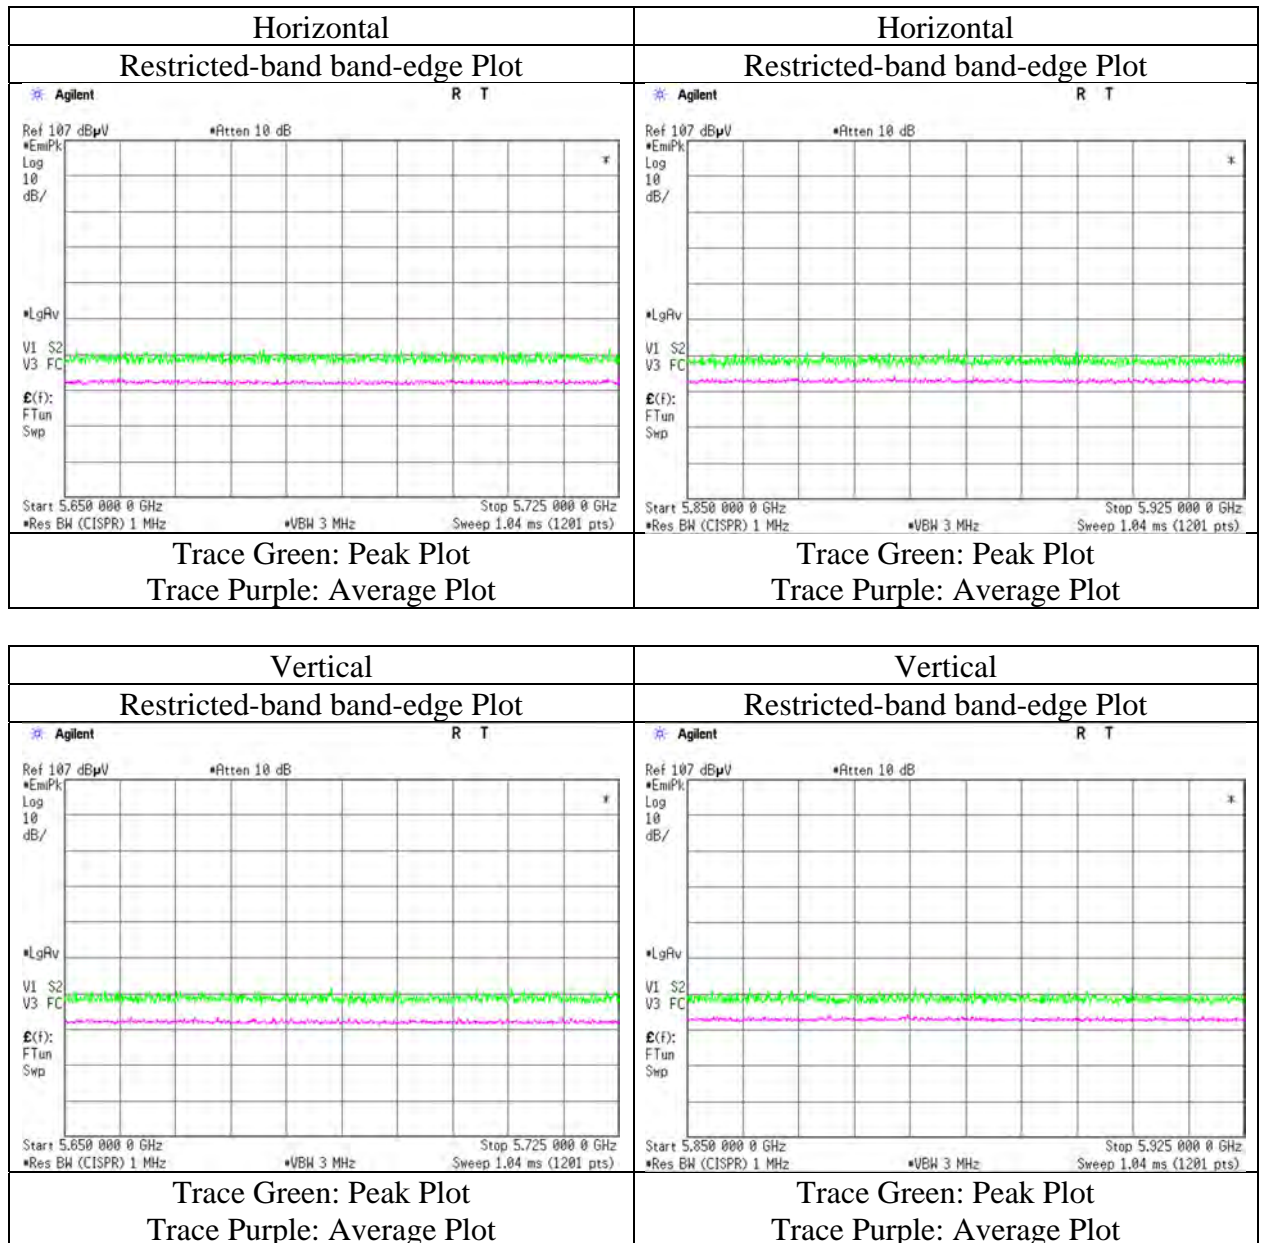 Horizontal
Horizontal
Restricted-band band-edge Plot
Restricted-band band-edge Plot
Agilent R T
Ref 107 dBµV *Atten 10 dB
*EmiPk
Log
10
dB/
*LgAv
V1 S2
V3 FC
£(f):
FTun
Swp
Start 5.650 000 0 GHz Stop 5.725 000 0 GHz
*Res BW (CISPR) 1 MHz *VBW 3 MHz Sweep 1.04 ms (1201 pts)
Agilent R T
Ref 107 dBµV *Atten 10 dB
*EmiPk
Log
10
dB/
*LgAv
V1 S2
V3 FC
£(f):
FTun
Swp
Start 5.850 000 0 GHz Stop 5.925 000 0 GHz
*Res BW (CISPR) 1 MHz *VBW 3 MHz Sweep 1.04 ms (1201 pts)
Trace Green: Peak Plot
Trace Purple: Average Plot
Trace Green: Peak Plot
Trace Purple: Average Plot
Vertical
Vertical
Restricted-band band-edge Plot
Restricted-band band-edge Plot
Agilent R T
Ref 107 dBµV *Atten 10 dB
*EmiPk
Log
10
dB/
*LgAv
V1 S2
V3 FC
£(f):
FTun
Swp
Start 5.650 000 0 GHz Stop 5.725 000 0 GHz
*Res BW (CISPR) 1 MHz *VBW 3 MHz Sweep 1.04 ms (1201 pts)
Agilent R T
Ref 107 dBµV *Atten 10 dB
*EmiPk
Log
10
dB/
*LgAv
V1 S2
V3 FC
£(f):
FTun
Swp
Start 5.850 000 0 GHz Stop 5.925 000 0 GHz
*Res BW (CISPR) 1 MHz *VBW 3 MHz Sweep 1.04 ms (1201 pts)
Trace Green: Peak Plot
Trace Purple: Average Plot
Trace Green: Peak Plot
Trace Purple: Average Plot